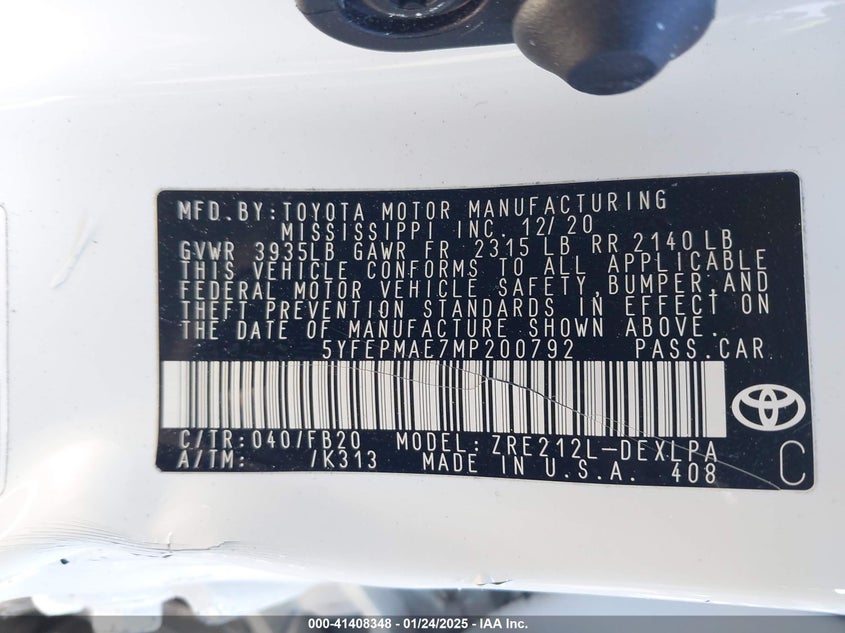 MFD.BY:TOYOTA MOTOR MANUFACTURING
MISSISSIPPI INC. 12/20
GVWR 3935LB GAWR FR 2315 LB RR 2140LB
THIS VEHICLE CONFORMS TO ALL APPLICABLE
FEDERAL MOTOR VEHICLE SAFETY,BUMPER,AND
THEFT PREVENTION STANDARDS IN EFFECT ON
THE DATE OF MANUFACTURE SHOWN ABOVE.
5YFEPMAE7MP200792 PASS.CAR
C/TR:040/FB20 MODEL:ZRE212L-DEXLPA
A/TM: /K313 MADE IN U.S.A. 408
C
000-41408348 - 01/24/2025 - IAA Inc.